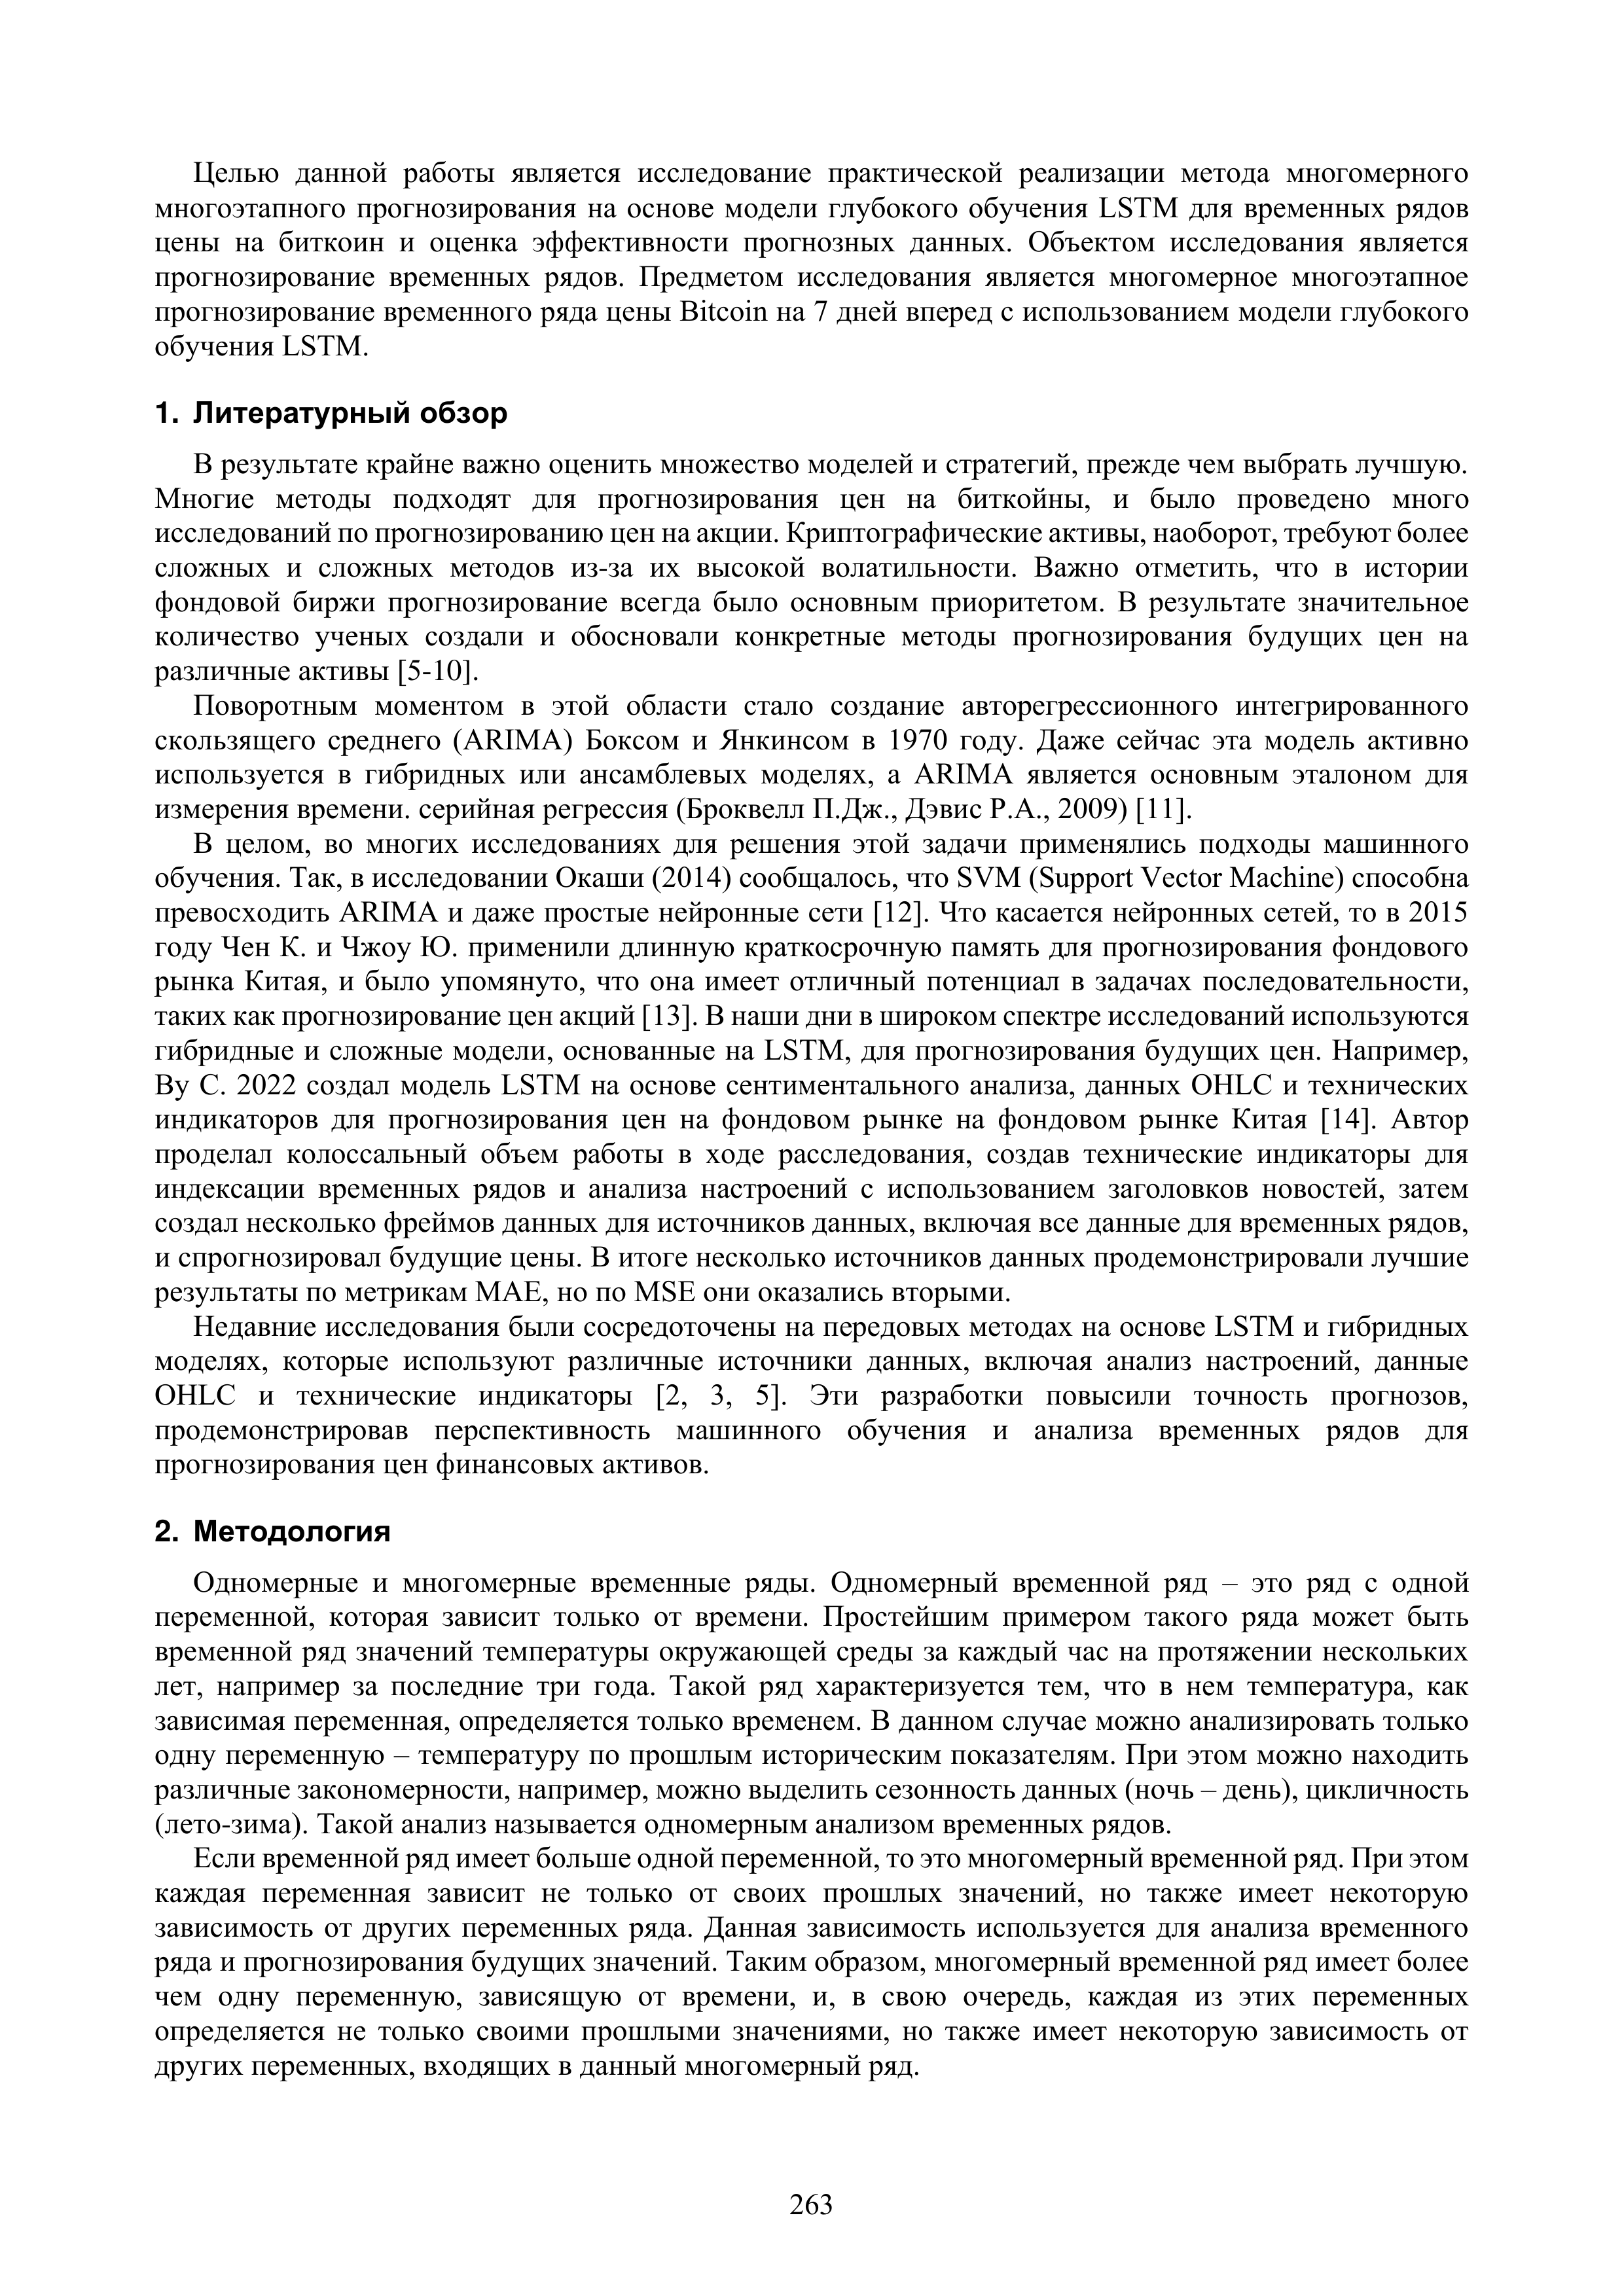 Целью данной работы является исследование практической реализации метода многомерного
многоэтапного прогнозирования на основе модели глубокого обучения LSTM для временных рядов
цены на биткоин и оценка эффективности прогнозных данных. Объектом исследования является
прогнозирование временных рядов. Предметом исследования является многомерное многоэтапное
прогнозирование временного ряда цены Bitcoin на 7 дней вперед с использованием модели глубокого
обучения LSTM.
1. Литературный обзор
В результате крайне важно оценить множество моделей и стратегий, прежде чем выбрать лучшую.
Многие методы подходят для прогнозирования цен на биткойны, и было проведено много
исследований по прогнозированию цен на акции. Криптографические активы, наоборот, требуют более
сложных и сложных методов из-за их высокой волатильности. Важно отметить, что в истории
фондовой биржи прогнозирование всегда было основным приоритетом. В результате значительное
количество ученых создали и обосновали конкретные методы прогнозирования будущих цен на
различные активы [5-10].
Поворотным моментом в этой области стало создание авторегрессионного интегрированного
скользящего среднего (ARIMA) Боксом и Янкинсом в 1970 году. Даже сейчас эта модель активно
используется в гибридных или ансамблевых моделях, а ARIMA является основным эталоном для
измерения времени. серийная регрессия (Броквелл П.Дж., Дэвис Р.А., 2009) [11].
В целом, во многих исследованиях для решения этой задачи применялись подходы машинного
обучения. Так, в исследовании Окаши (2014) сообщалось, что SVM (Support Vector Machine) способна
превосходить ARIMA и даже простые нейронные сети [12]. Что касается нейронных сетей, то в 2015
году Чен К. и Чжоу Ю. применили длинную краткосрочную память для прогнозирования фондового
рынка Китая, и было упомянуто, что она имеет отличный потенциал в задачах последовательности,
таких как прогнозирование цен акций [13]. В наши дни в широком спектре исследований используются
гибридные и сложные модели, основанные на LSTM, для прогнозирования будущих цен. Например,
Ву С. 2022 создал модель LSTM на основе сентиментального анализа, данных OHLC и технических
индикаторов для прогнозирования цен на фондовом рынке на фондовом рынке Китая [14]. Автор
проделал колоссальный объем работы в ходе расследования, создав технические индикаторы для
индексации временных рядов и анализа настроений с использованием заголовков новостей, затем
создал несколько фреймов данных для источников данных, включая все данные для временных рядов,
и спрогнозировал будущие цены. В итоге несколько источников данных продемонстрировали лучшие
результаты по метрикам MAE, но по MSE они оказались вторыми.
Недавние исследования были сосредоточены на передовых методах на основе LSTM и гибридных
моделях, которые используют различные источники данных, включая анализ настроений, данные
OHLC и технические индикаторы [2, 3, 5]. Эти разработки повысили точность прогнозов,
продемонстрировав перспективность машинного обучения и анализа временных рядов для
прогнозирования цен финансовых активов.
2. Методология
Одномерные и многомерные временные ряды. Одномерный временной ряд – это ряд с одной
переменной, которая зависит только от времени. Простейшим примером такого ряда может быть
временной ряд значений температуры окружающей среды за каждый час на протяжении нескольких
лет, например за последние три года. Такой ряд характеризуется тем, что в нем температура, как
зависимая переменная, определяется только временем. В данном случае можно анализировать только
одну переменную – температуру по прошлым историческим показателям. При этом можно находить
различные закономерности, например, можно выделить сезонность данных (ночь – день), цикличность
(лето-зима). Такой анализ называется одномерным анализом временных рядов.
Если временной ряд имеет больше одной переменной, то это многомерный временной ряд. При этом
каждая переменная зависит не только от своих прошлых значений, но также имеет некоторую
зависимость от других переменных ряда. Данная зависимость используется для анализа временного
ряда и прогнозирования будущих значений. Таким образом, многомерный временной ряд имеет более
чем одну переменную, зависящую от времени, и, в свою очередь, каждая из этих переменных
определяется не только своими прошлыми значениями, но также имеет некоторую зависимость от
других переменных, входящих в данный многомерный ряд.
263